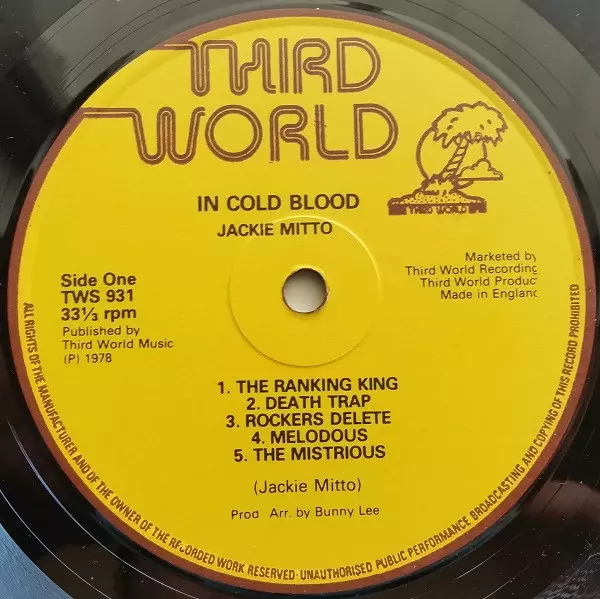 THIRD
WORLD
THIRD WORLD
IN COLD BLOOD
JACKIE MITTO
Side One
TWS 931
33⅓ rpm
Published by
Third World Music
(P) 1978
Marketed by
Third World Recording
Third World Produc
Made in England
1. THE RANKING KING
2. DEATH TRAP
3. ROCKERS DELETE
4. MELODOUS
5. THE MISTRIOUS
(Jackie Mitto)
Prod Arr. by Bunny Lee
ALL RIGHTS OF THE MANUFACTURER AND OF THE OWNER OF THE RECORDED WORK RESERVED·UNAUTHORISED PUBLIC PERFORMANCE BROADCASTING AND COPYING OF THIS RECORD PROHIBITED